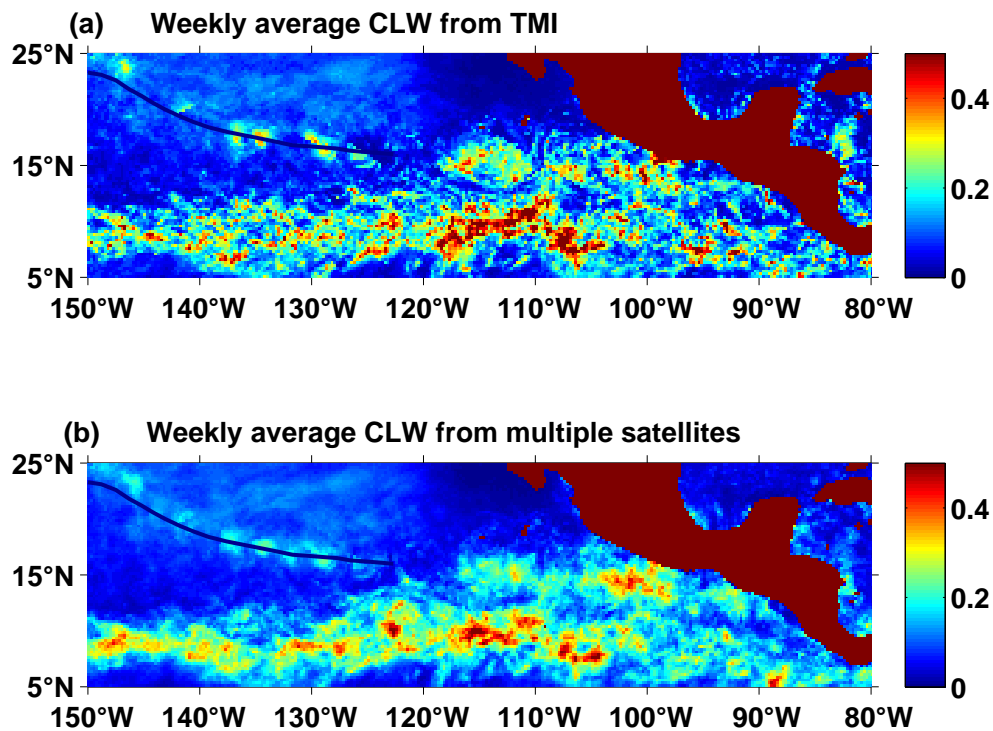 (a) Weekly average CLW from TMI
25°N
15°N
5°N
150°W 140°W 130°W 120°W 110°W 100°W 90°W 80°W
0.4
0.2
0
(b) Weekly average CLW from multiple satellites
25°N
15°N
5°N
150°W 140°W 130°W 120°W 110°W 100°W 90°W 80°W
0.4
0.2
0